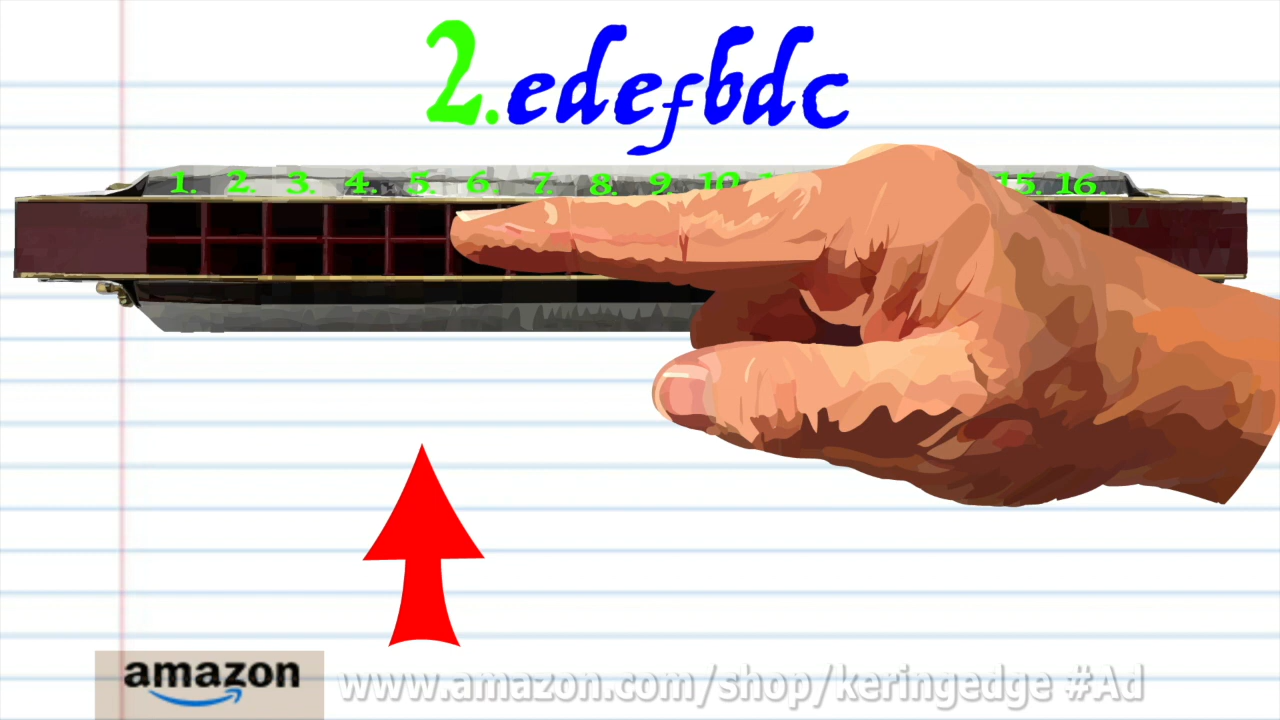 2.edefbdc
1. 2. 3. 4. 5. 6. 7. 8. 9. 10. 15. 16.
amazon www.amazon.com/shop/keringedge #Ad